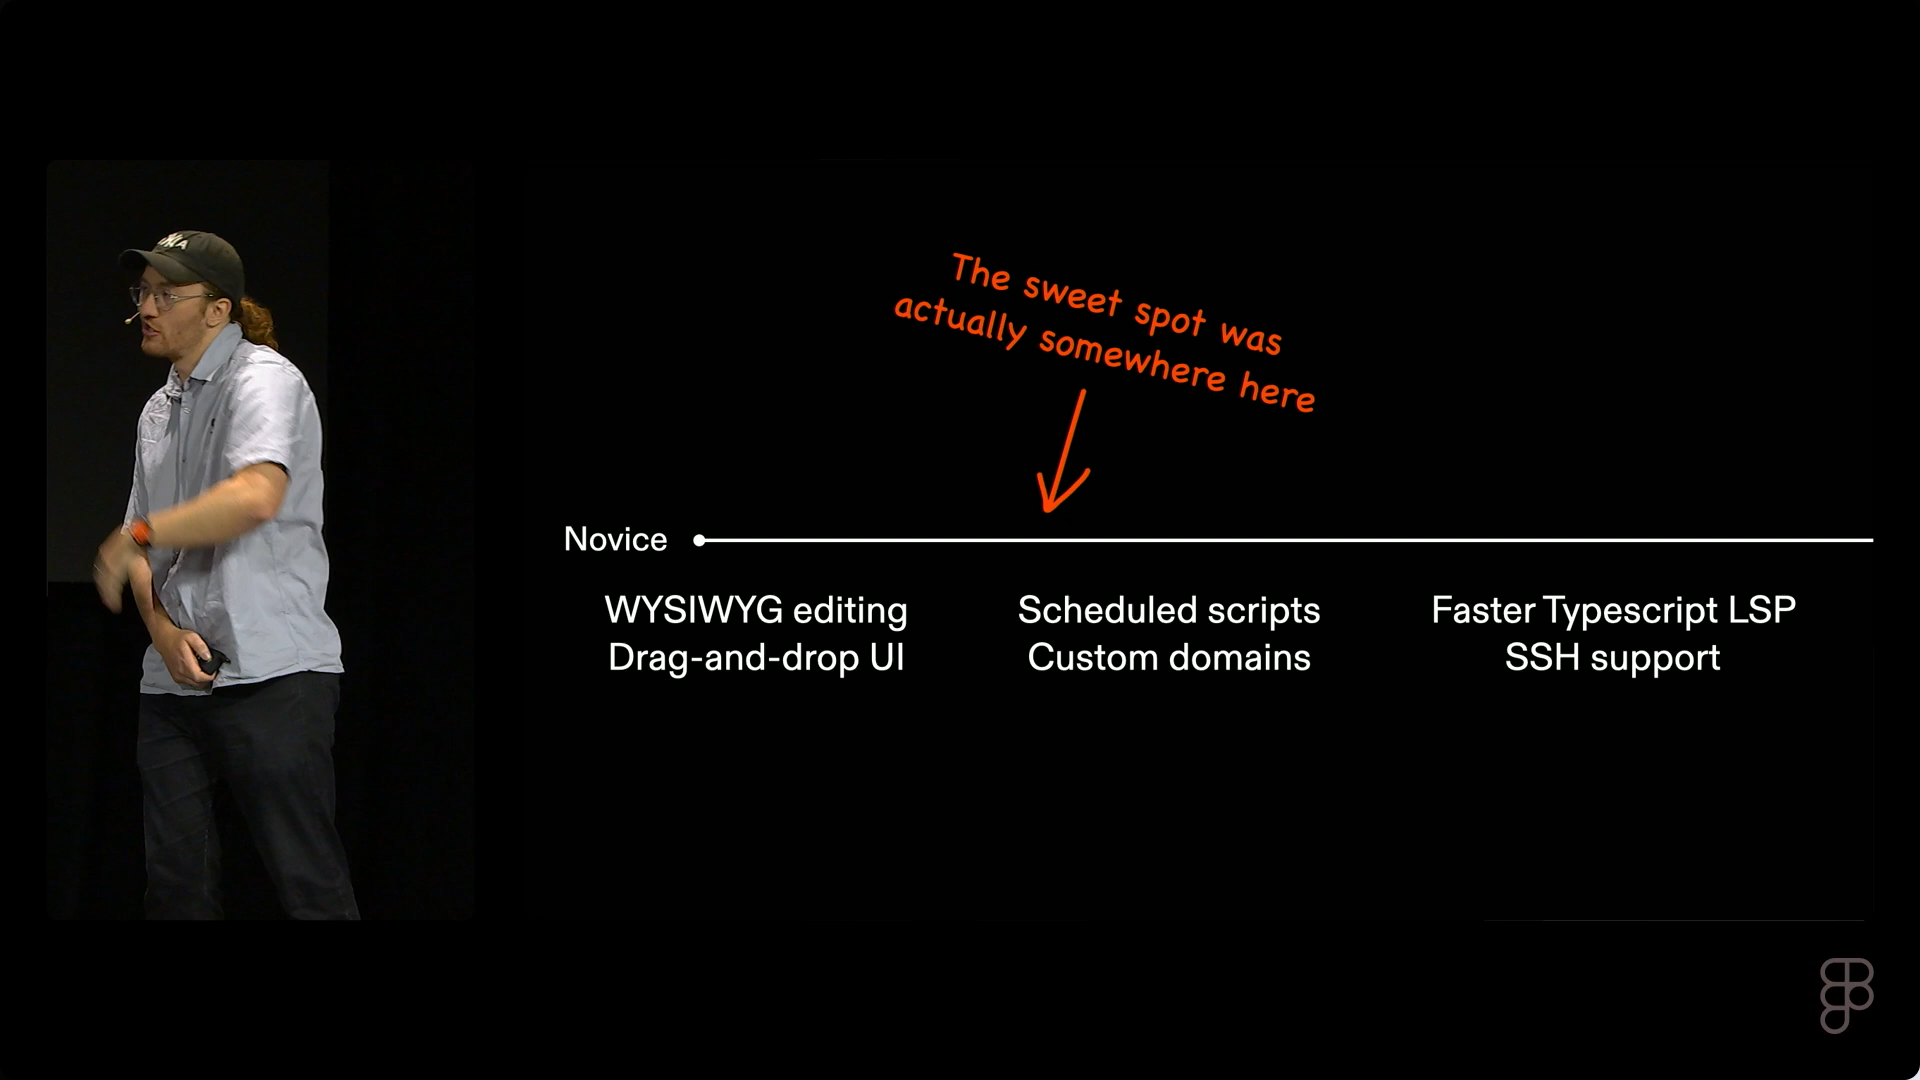 The sweet spot was
actually somewhere here
Novice
WYSIWYG editing
Drag-and-drop UI
Scheduled scripts
Custom domains
Faster Typescript LSP
SSH support